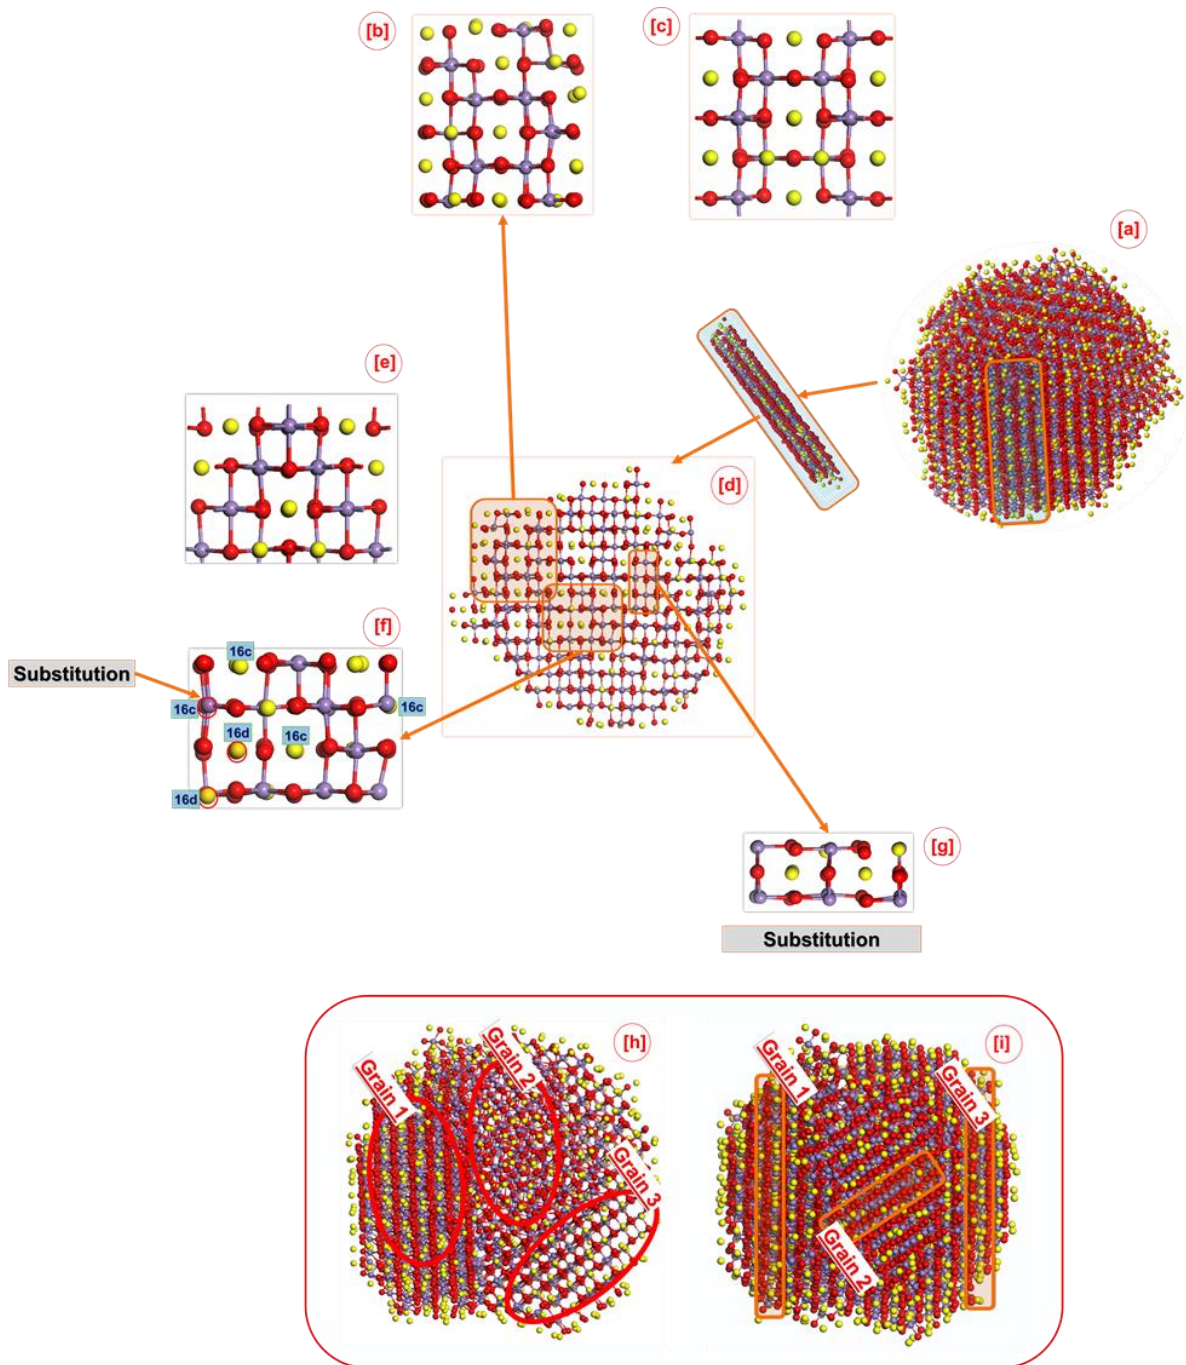 [b]
[c]
[a]
[e]
[d]
[f]
16c
Substitution
16c
16c
16d
16c
16d
[g]
Substitution
[h]
[i]
Grain 1
Grain 2
Grain 3
Grain 1
Grain 3
Grain 2